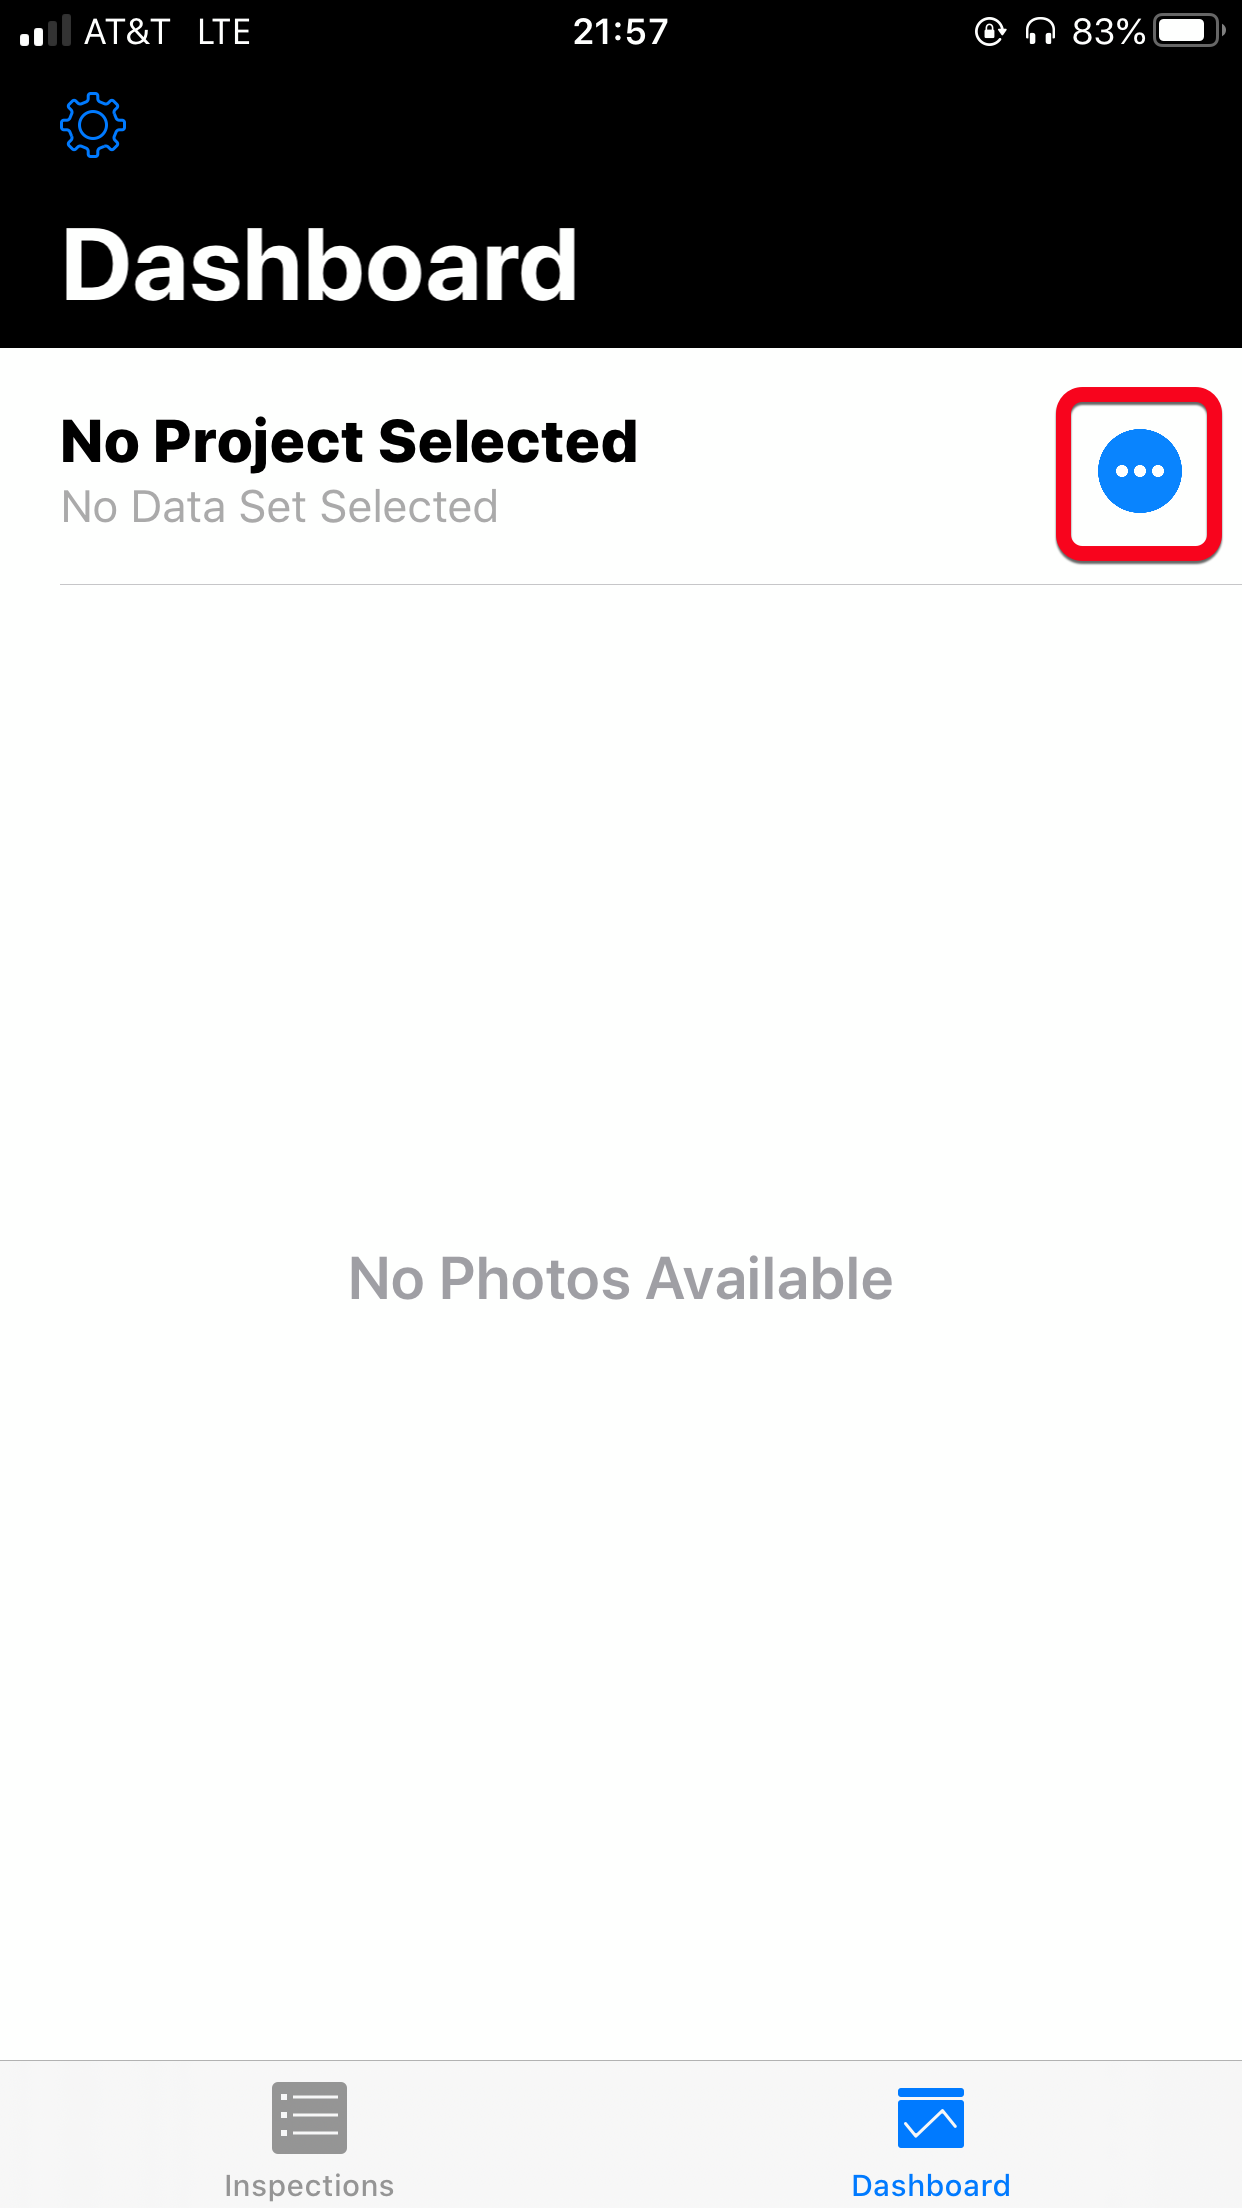 AT&T LTE 21:57 83%
Dashboard
No Project Selected
No Data Set Selected
No Photos Available
Inspections Dashboard